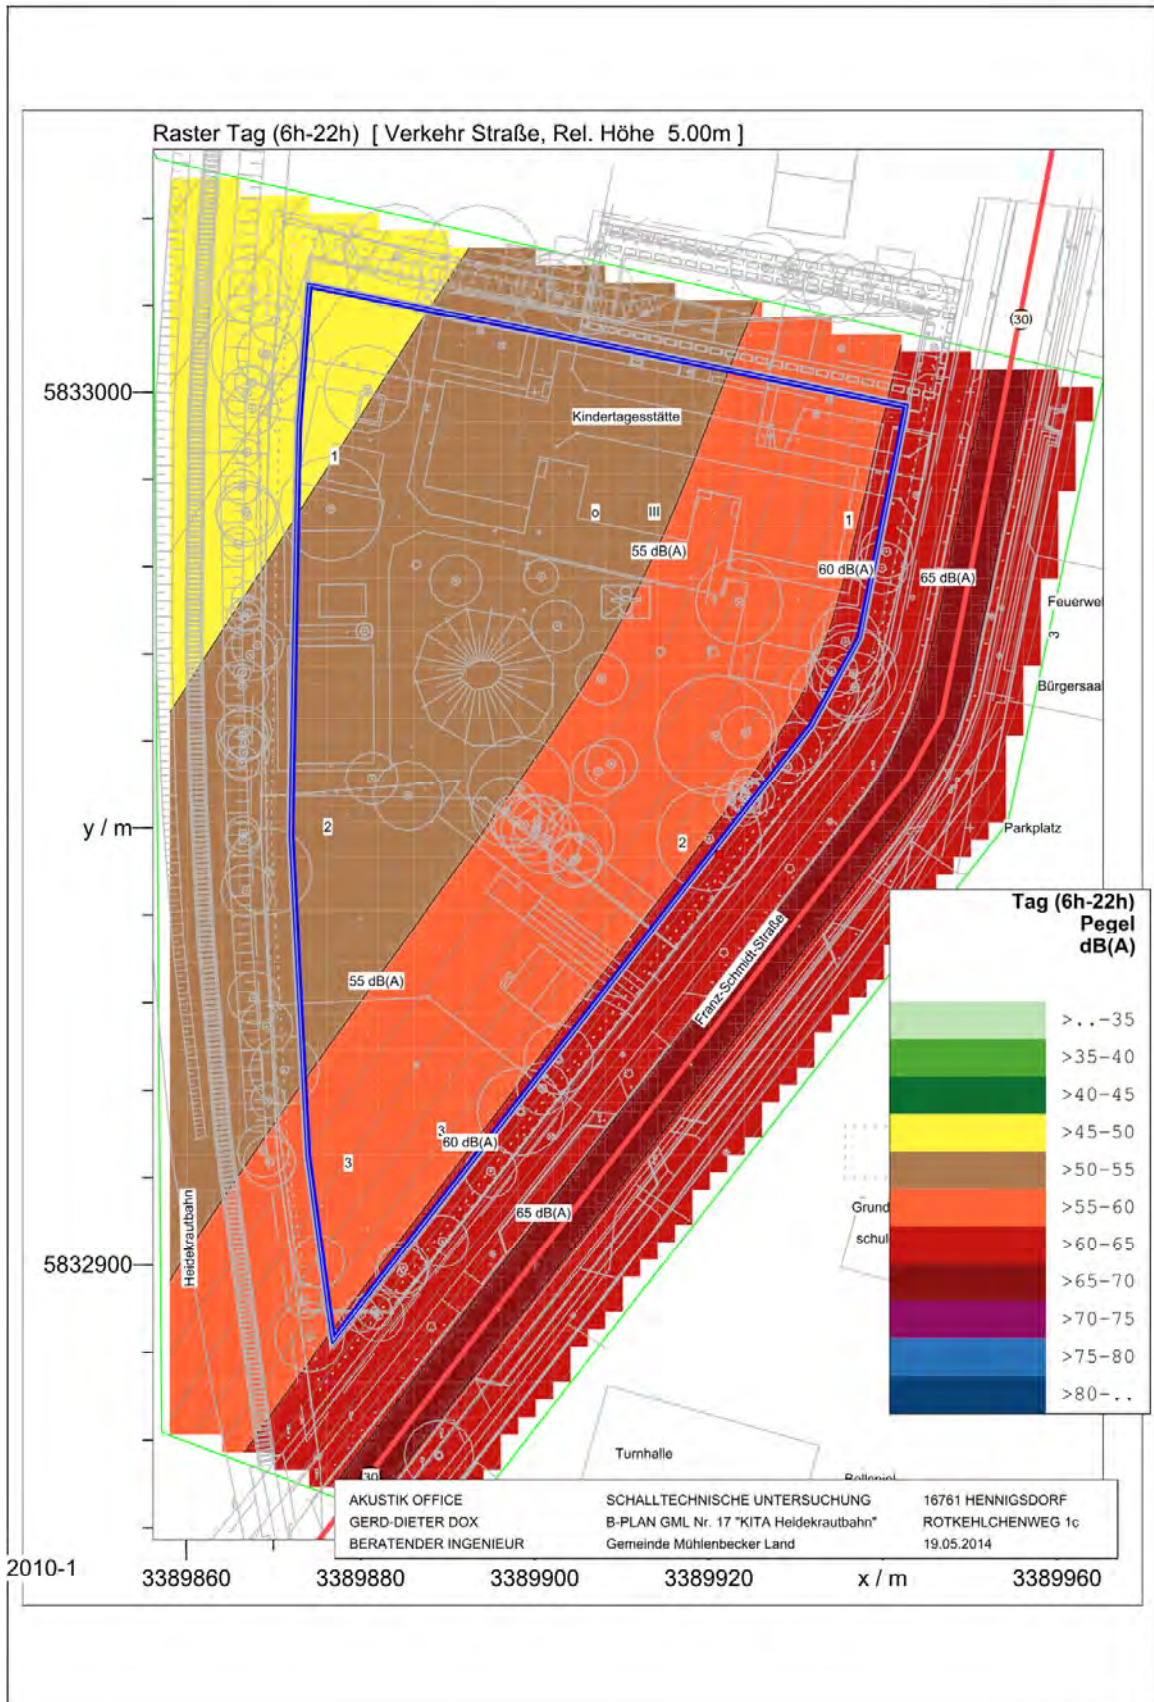 Raster Tag (6h-22h) [ Verkehr Straße, Rel. Höhe 5.00m ]
(30)
5833000
Kindertagesstätte
1
o
III
1
55 dB(A)
60 dB(A)
65 dB(A)
Feuerwel
3
Bürgersaal
y / m
2
2
Parkplatz
Tag (6h-22h)
Pegel
dB(A)
>..-35
>35-40
>40-45
>45-50
>50-55
>55-60
>60-65
>65-70
>70-75
>75-80
>80-..
Franz-Schmidt-Straße
55 dB(A)
3
60 dB(A)
3
65 dB(A)
Grund
schul
Heidekrautbahn
5832900
Turnhalle
30
AKUSTIK OFFICE SCHALLTECHNISCHE UNTERSUCHUNG 16761 HENNIGSDORF
GERD-DIETER DOX B-PLAN GML Nr. 17 "KITA Heidekrautbahn" ROTKEHLCHENWEG 1c
BERATENDER INGENIEUR Gemeinde Mühlenbecker Land 19.05.2014
2010-1
3389860 3389880 3389900 3389920 x / m 3389960